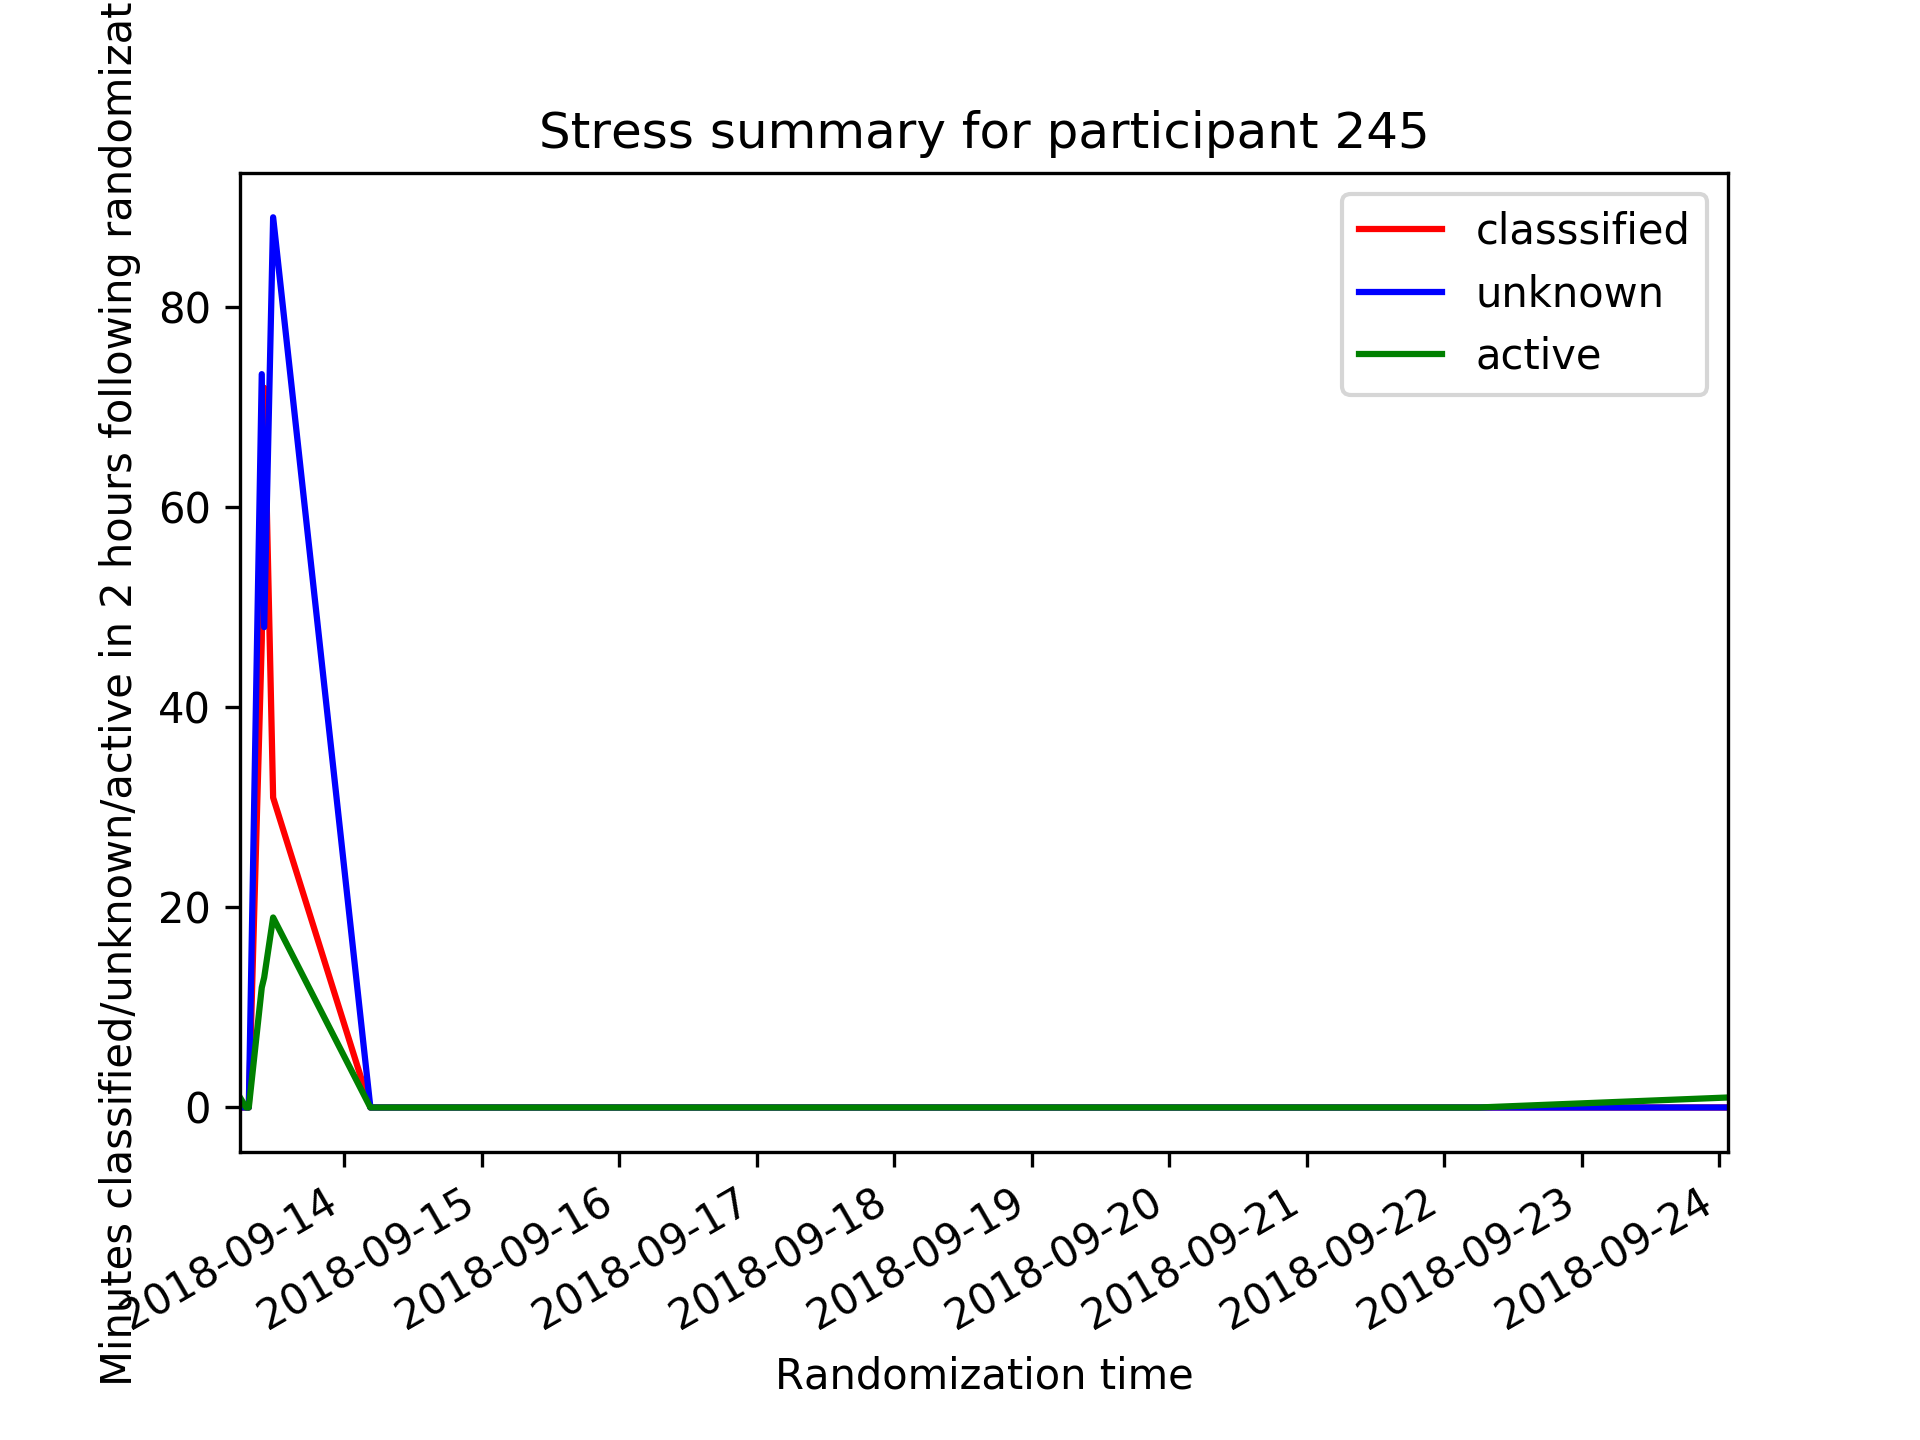 Stress summary for participant 245
Minutes classified/unknown/active in 2 hours following
classsified
unknown
active
80
60
40
20
0
2018-09-14
2018-09-15
2018-09-16
2018-09-17
2018-09-18
2018-09-19
2018-09-20
2018-09-21
2018-09-22
2018-09-23
2018-09-24
Randomization time